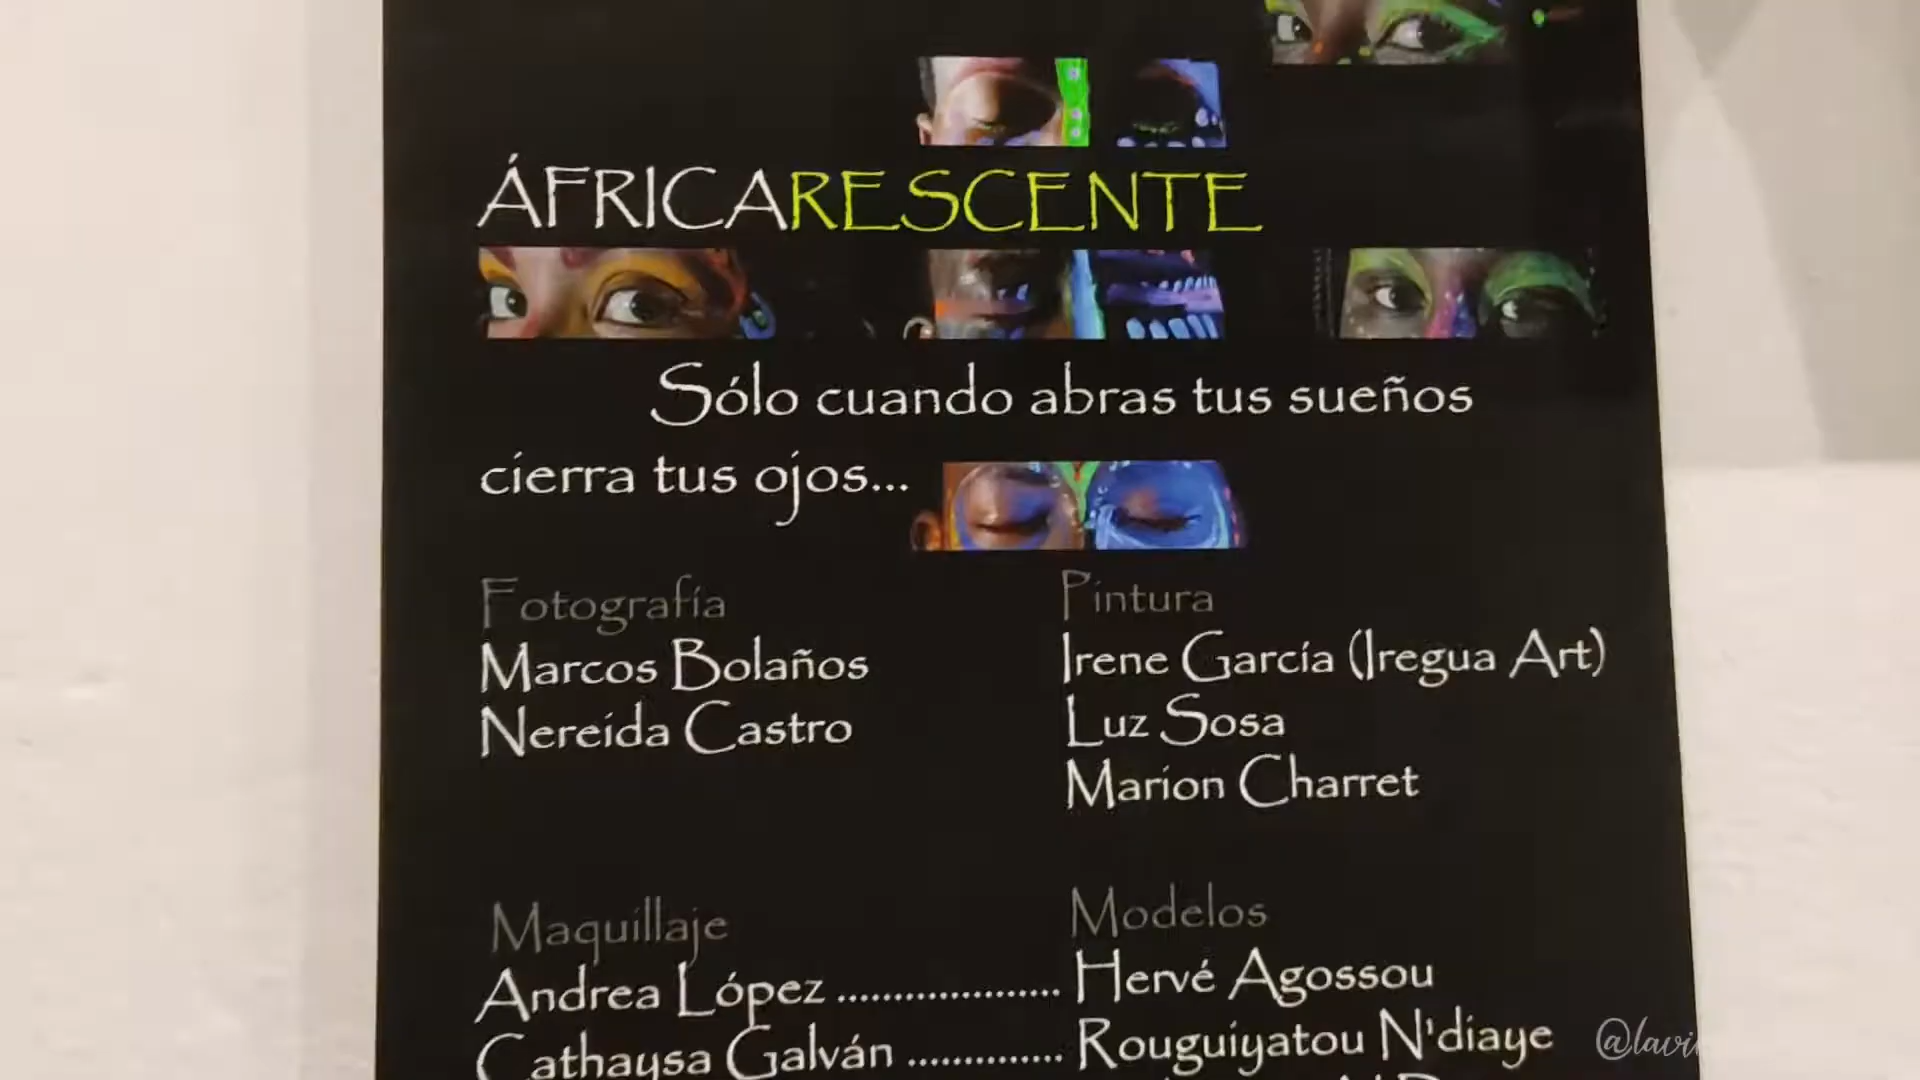 ÁFRICARESCENTE
Sólo cuando abras tus sueños
cierra tus ojos...
Fotografía
Marcos Bolaños
Nereida Castro
Pintura
Irene García (Iregua Art)
Luz Sosa
Marion Charret
Maquillaje
Modelos
Andrea López .................... Hervé Agossou
Cathaysa Galván .............. Rouguiyatou N'diaye